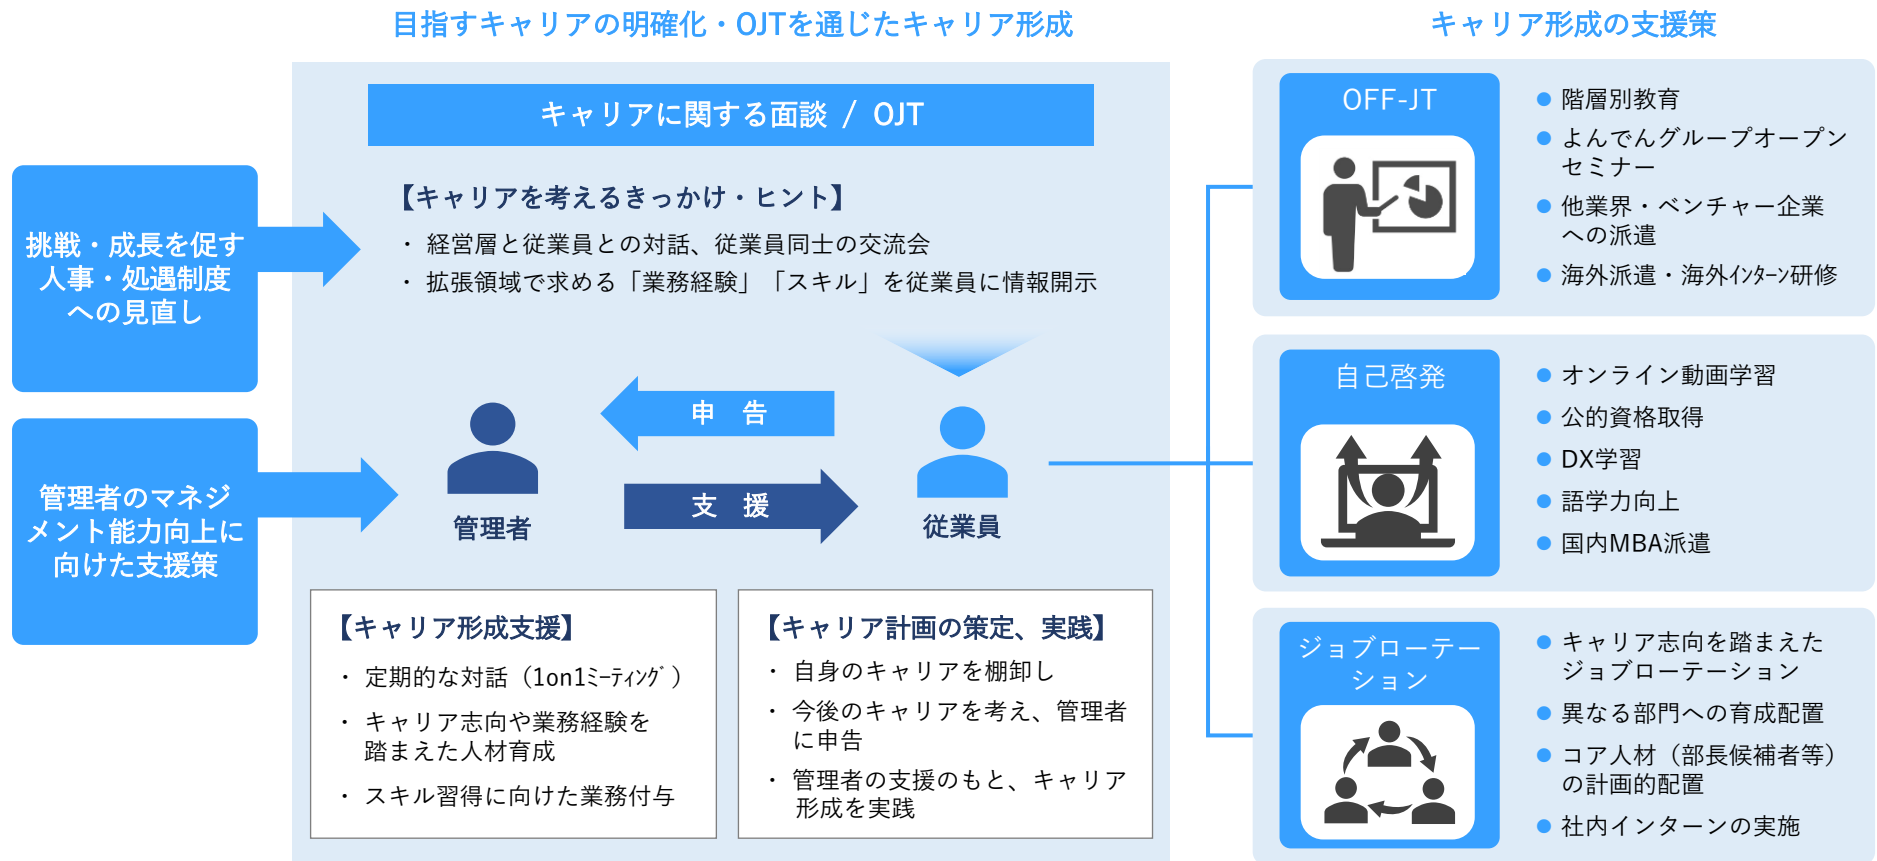 目指すキャリアの明確化・OJTを通じたキャリア形成
キャリア形成の支援策
挑戦・成長を促す
人事・処遇制度
への見直し
管理者のマネジ
メント能力向上に
向けた支援策
キャリアに関する面談 / OJT
【キャリアを考えるきっかけ・ヒント】
・ 経営層と従業員との対話、従業員同士の交流会
・ 拡張領域で求める「業務経験」「スキル」を従業員に情報開示
申　告
支　援
管理者
従業員
【キャリア形成支援】
・ 定期的な対話（1on1ﾐｰﾃｨﾝｸﾞ）
・ キャリア志向や業務経験を
踏まえた人材育成
・ スキル習得に向けた業務付与
【キャリア計画の策定、実践】
・ 自身のキャリアを棚卸し
・ 今後のキャリアを考え、管理者
に申告
・ 管理者の支援のもと、キャリア
形成を実践
OFF-JT
● 階層別教育
● よんでんグループオープン
セミナー
● 他業界・ベンチャー企業
への派遣
● 海外派遣・海外ｲﾝﾀｰﾝ研修
自己啓発
● オンライン動画学習
● 公的資格取得
● DX学習
● 語学力向上
● 国内MBA派遣
ジョブローテー
ション
● キャリア志向を踏まえた
ジョブローテーション
● 異なる部門への育成配置
● コア人材（部長候補者等）
の計画的配置
● 社内インターンの実施